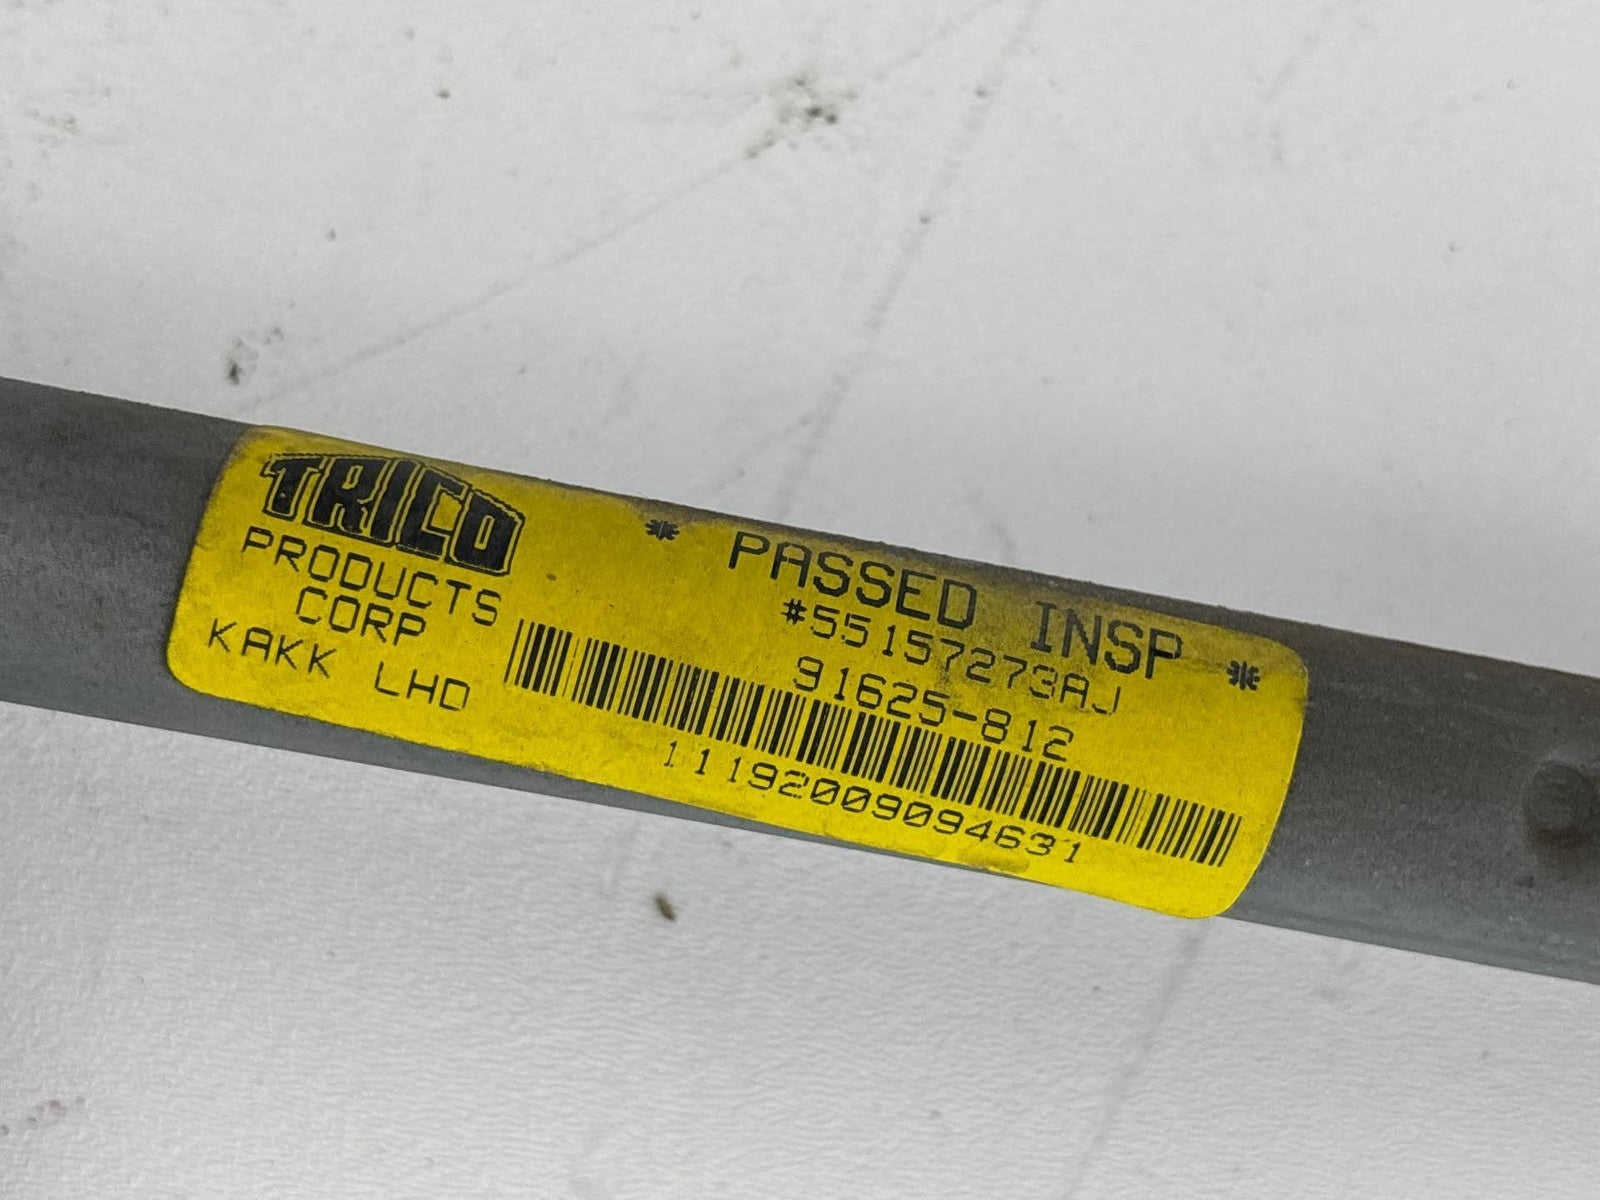 TRICO
PRODUCTS
CORP
KAKK LHD
* PASSED INSP *
#55157273AJ
91625-812
11192009094631